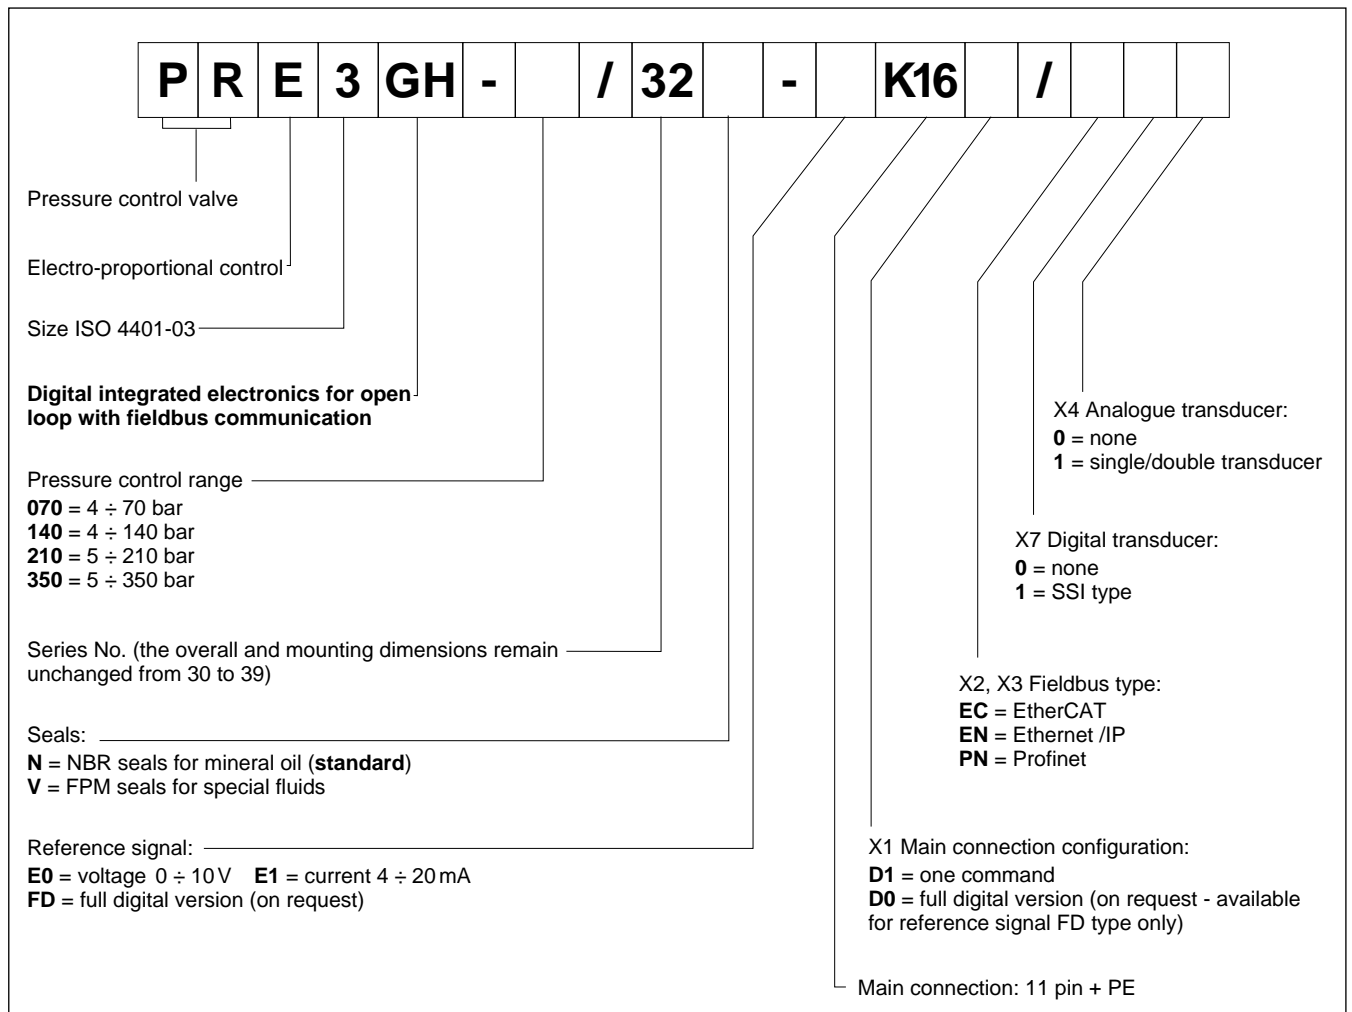 P R E 3 GH - / 32 - K16 /
Pressure control valve
Electro-proportional control
Size ISO 4401-03
Digital integrated electronics for open
loop with fieldbus communication
Pressure control range
070 = 4 ÷ 70 bar
140 = 4 ÷ 140 bar
210 = 5 ÷ 210 bar
350 = 5 ÷ 350 bar
Series No. (the overall and mounting dimensions remain
unchanged from 30 to 39)
Seals:
N = NBR seals for mineral oil (standard)
V = FPM seals for special fluids
Reference signal:
E0 = voltage 0 ÷ 10 V E1 = current 4 ÷ 20 mA
FD = full digital version (on request)
X4 Analogue transducer:
0 = none
1 = single/double transducer
X7 Digital transducer:
0 = none
1 = SSI type
X2, X3 Fieldbus type:
EC = EtherCAT
EN = Ethernet /IP
PN = Profinet
X1 Main connection configuration:
D1 = one command
D0 = full digital version (on request - available
for reference signal FD type only)
Main connection: 11 pin + PE